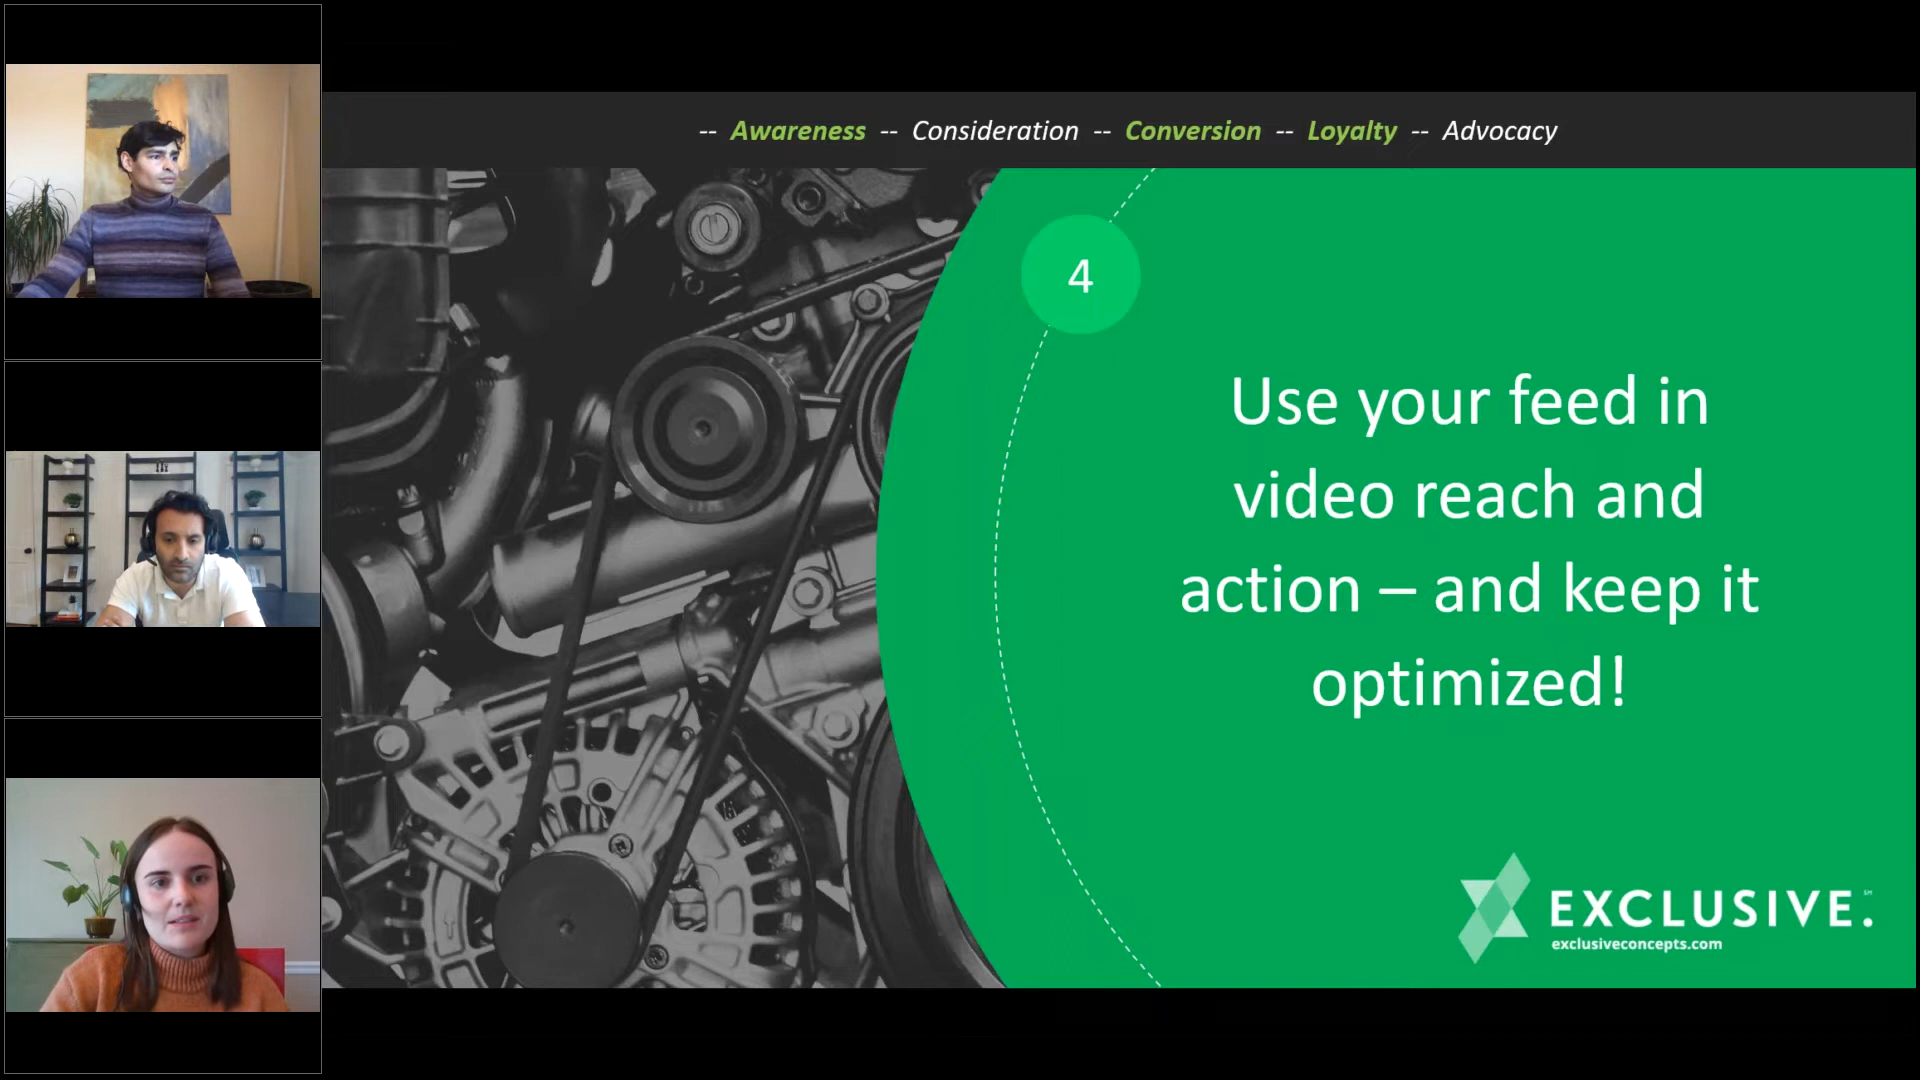 -- Awareness -- Consideration -- Conversion -- Loyalty -- Advocacy
4
Use your feed in
video reach and
action – and keep it
optimized!
EXCLUSIVE.
SM
exclusiveconcepts.com